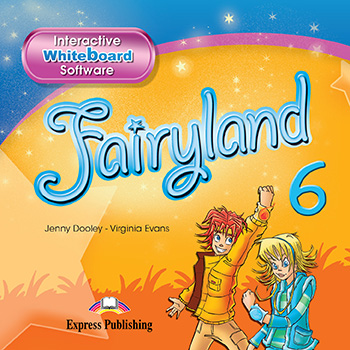 Interactive
Whiteboard
Software
Fairyland
6
Jenny Dooley - Virginia Evans
Express Publishing